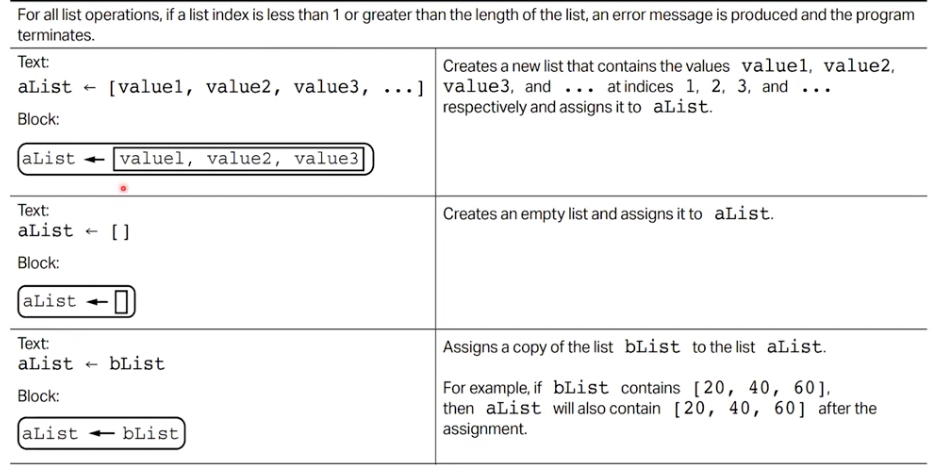 For all list operations, if a list index is less than 1 or greater than the length of the list, an error message is produced and the program
terminates.
Text:
aList ← [value1, value2, value3, ...]
Block:
aList ← value1, value2, value3
Creates a new list that contains the values value1, value2,
value3, and ... at indices 1, 2, 3, and ...
respectively and assigns it to aList.
Text:
aList ← []
Block:
aList ←
Creates an empty list and assigns it to aList.
Text:
aList ← bList
Block:
aList ← bList
Assigns a copy of the list bList to the list aList.
For example, if bList contains [20, 40, 60],
then aList will also contain [20, 40, 60] after the
assignment.